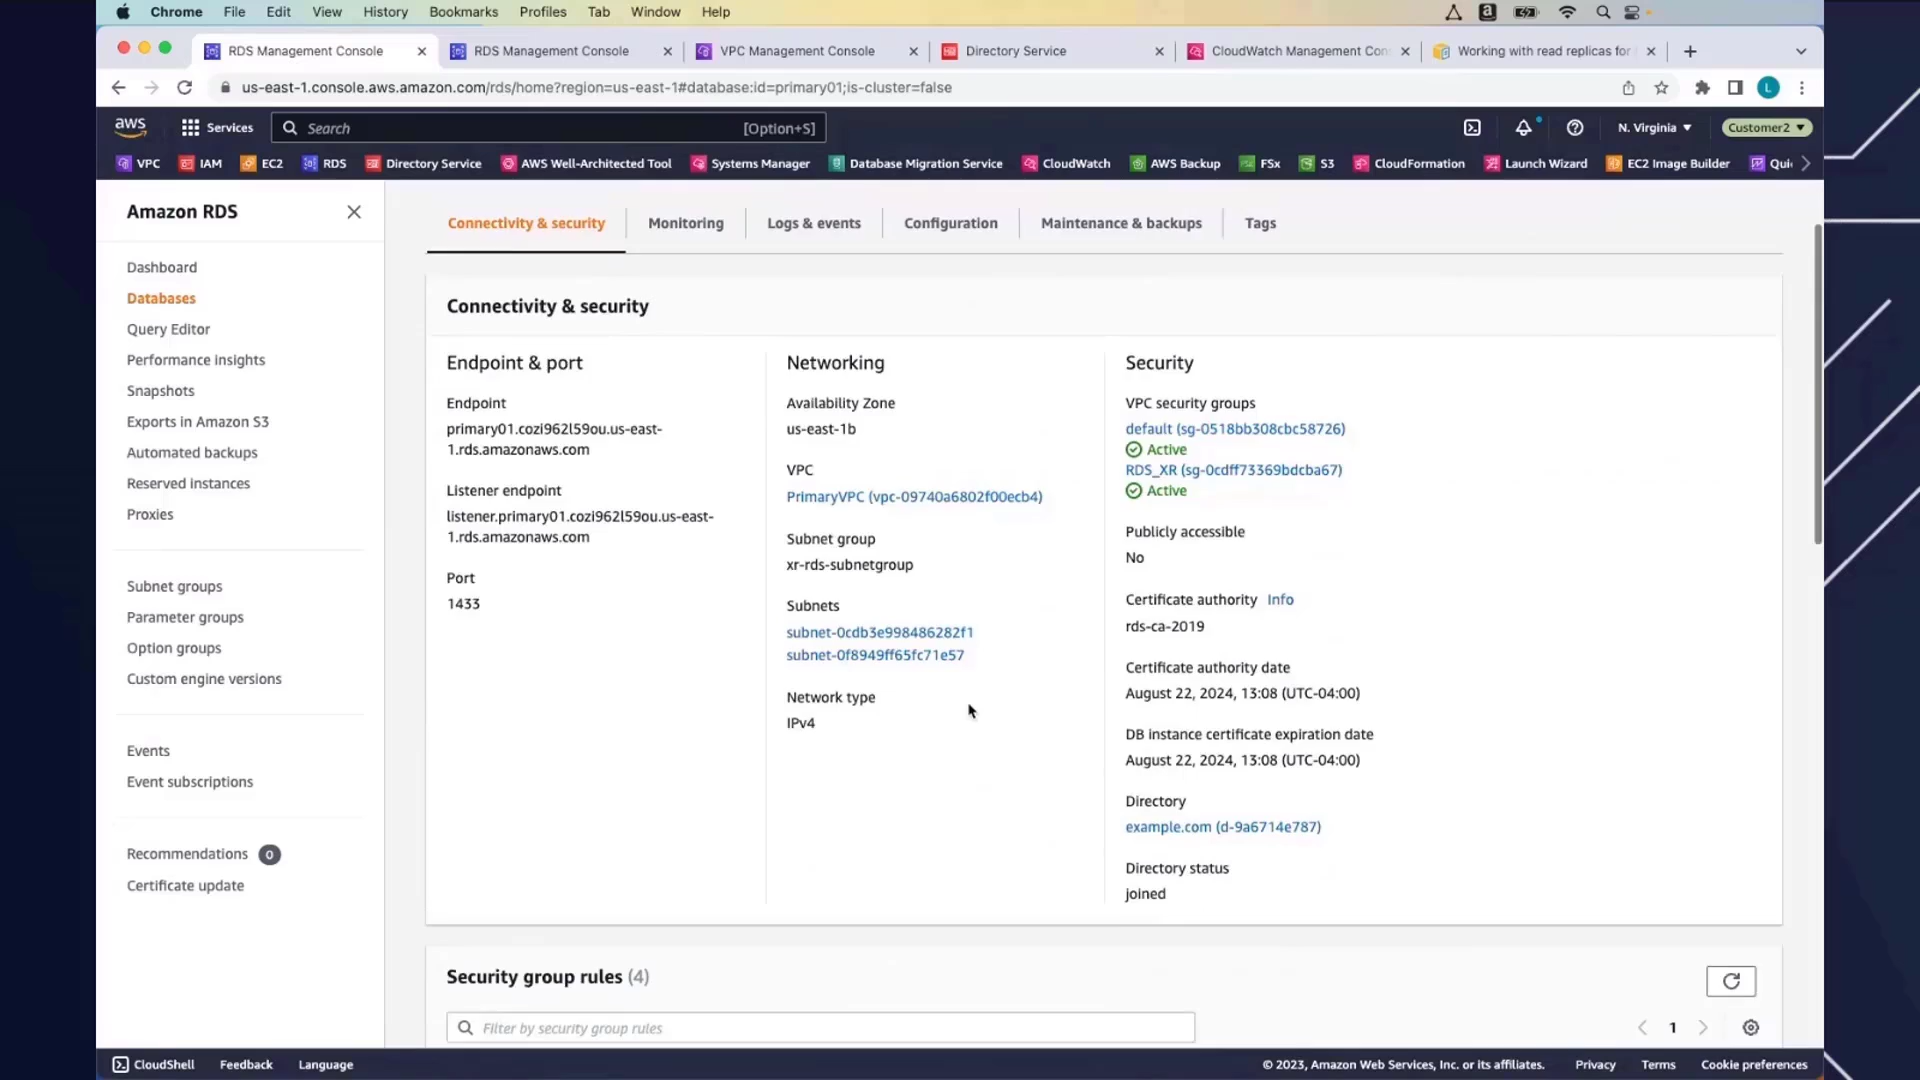 Chrome File Edit View History Bookmarks Profiles Tab Window Help
RDS Management Console RDS Management Console VPC Management Console Directory Service CloudWatch Management Con Working with read replicas for
us-east-1.console.aws.amazon.com/rds/home?region=us-east-1#database:id=primary01;is-cluster=false L
aws Services Search [Option+S] N. Virginia Customer2
VPC IAM EC2 RDS Directory Service AWS Well-Architected Tool Systems Manager Database Migration Service CloudWatch AWS Backup FSx S3 CloudFormation Launch Wizard EC2 Image Builder Qui
Amazon RDS
Dashboard
Databases
Query Editor
Performance insights
Snapshots
Exports in Amazon S3
Automated backups
Reserved instances
Proxies
Subnet groups
Parameter groups
Option groups
Custom engine versions
Events
Event subscriptions
Recommendations 0
Certificate update
Connectivity & security Monitoring Logs & events Configuration Maintenance & backups Tags
Connectivity & security
Endpoint & port
Endpoint
primary01.cozi962l59ou.us-east-
1.rds.amazonaws.com
Listener endpoint
listener.primary01.cozi962l59ou.us-east-
1.rds.amazonaws.com
Port
1433
Networking
Availability Zone
us-east-1b
VPC
PrimaryVPC (vpc-09740a6802f00ecb4)
Subnet group
xr-rds-subnetgroup
Subnets
subnet-0cdb3e998486282f1
subnet-0f8949ff65fc71e57
Network type
IPv4
Security
VPC security groups
default (sg-0518bb308cbc58726)
Active
RDS_XR (sg-0cdff73369bdcba67)
Active
Publicly accessible
No
Certificate authority Info
rds-ca-2019
Certificate authority date
August 22, 2024, 13:08 (UTC-04:00)
DB instance certificate expiration date
August 22, 2024, 13:08 (UTC-04:00)
Directory
example.com (d-9a6714e787)
Directory status
joined
Security group rules (4)
Filter by security group rules
1
CloudShell Feedback Language © 2023, Amazon Web Services, Inc. or its affiliates. Privacy Terms Cookie preferences